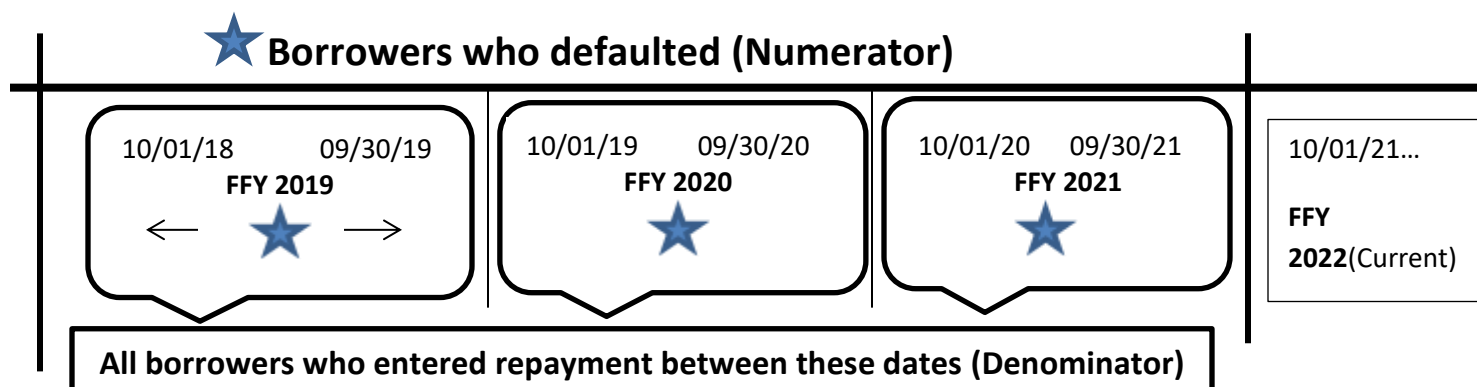 Borrowers who defaulted (Numerator)
10/01/18 09/30/19
FFY 2019
10/01/19 09/30/20
FFY 2020
10/01/20 09/30/21
FFY 2021
10/01/21...
FFY
2022(Current)
All borrowers who entered repayment between these dates (Denominator)